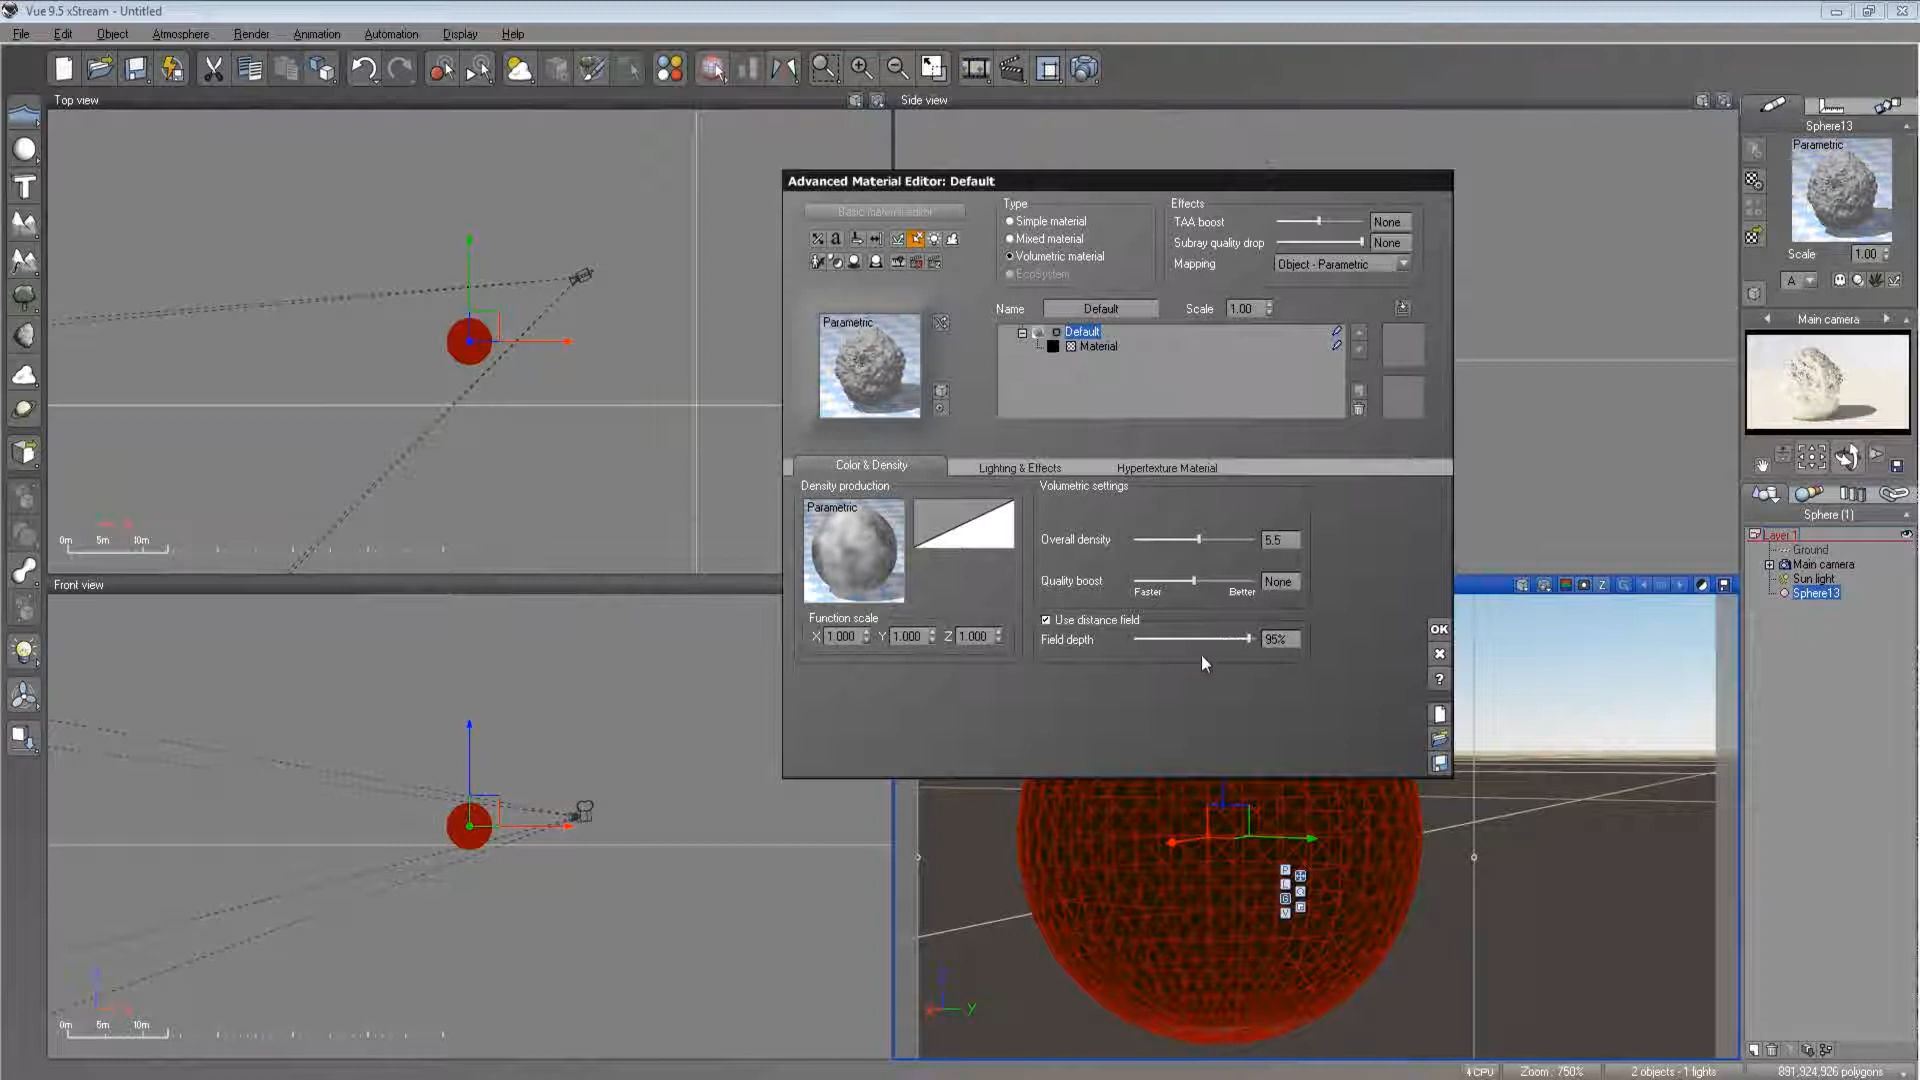 Vue 9.5 xStream - Untitled
File Edit Object Atmosphere Render Animation Automation Display Help
Top view
Side view
Sphere13
Parametric
Scale 1.00
A
Main camera
Sphere (1)
Layer 1
Ground
Main camera
Sun light
Sphere13
0m 5m 10m
Front view
0m 5m 10m
Advanced Material Editor: Default
Basic material editor
Type
Simple material
Mixed material
Volumetric material
EcoSystem
Effects
TAA boost None
Subray quality drop None
Mapping Object - Parametric
Name Default Scale 1.00
Parametric
Default
Material
Color & Density Lighting & Effects Hypertexture Material
Density production
Parametric
Function scale
X 1.000 Y 1.000 Z 1.000
Volumetric settings
Overall density 5.5
Quality boost None
Faster Better
Use distance field
Field depth 95%
OK
?
Z
P
L
G
V
Y
4 CPU Zoom : 750% 2 objects - 1 lights 891,924,926 polygons